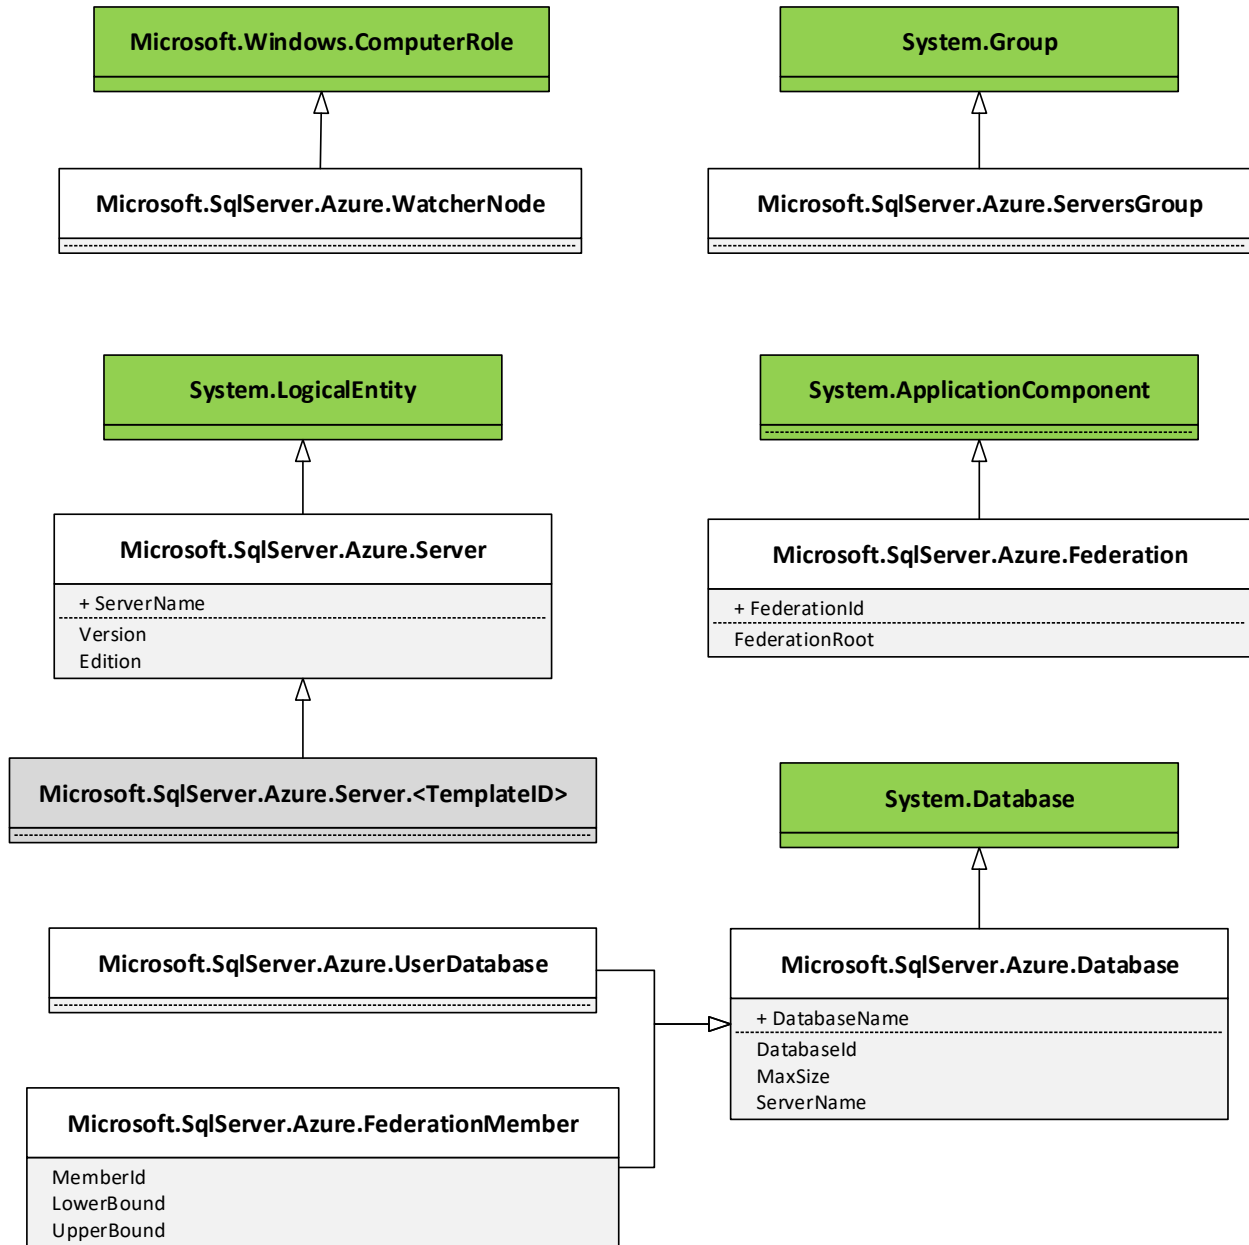 Microsoft.Windows.ComputerRole
System.Group
Microsoft.SqlServer.Azure.WatcherNode
Microsoft.SqlServer.Azure.ServersGroup
System.LogicalEntity
System.ApplicationComponent
Microsoft.SqlServer.Azure.Server
+ ServerName
Version
Edition
Microsoft.SqlServer.Azure.Federation
+ FederationId
FederationRoot
Microsoft.SqlServer.Azure.Server.<TemplateID>
System.Database
Microsoft.SqlServer.Azure.UserDatabase
Microsoft.SqlServer.Azure.Database
+ DatabaseName
DatabaseId
MaxSize
ServerName
Microsoft.SqlServer.Azure.FederationMember
MemberId
LowerBound
UpperBound